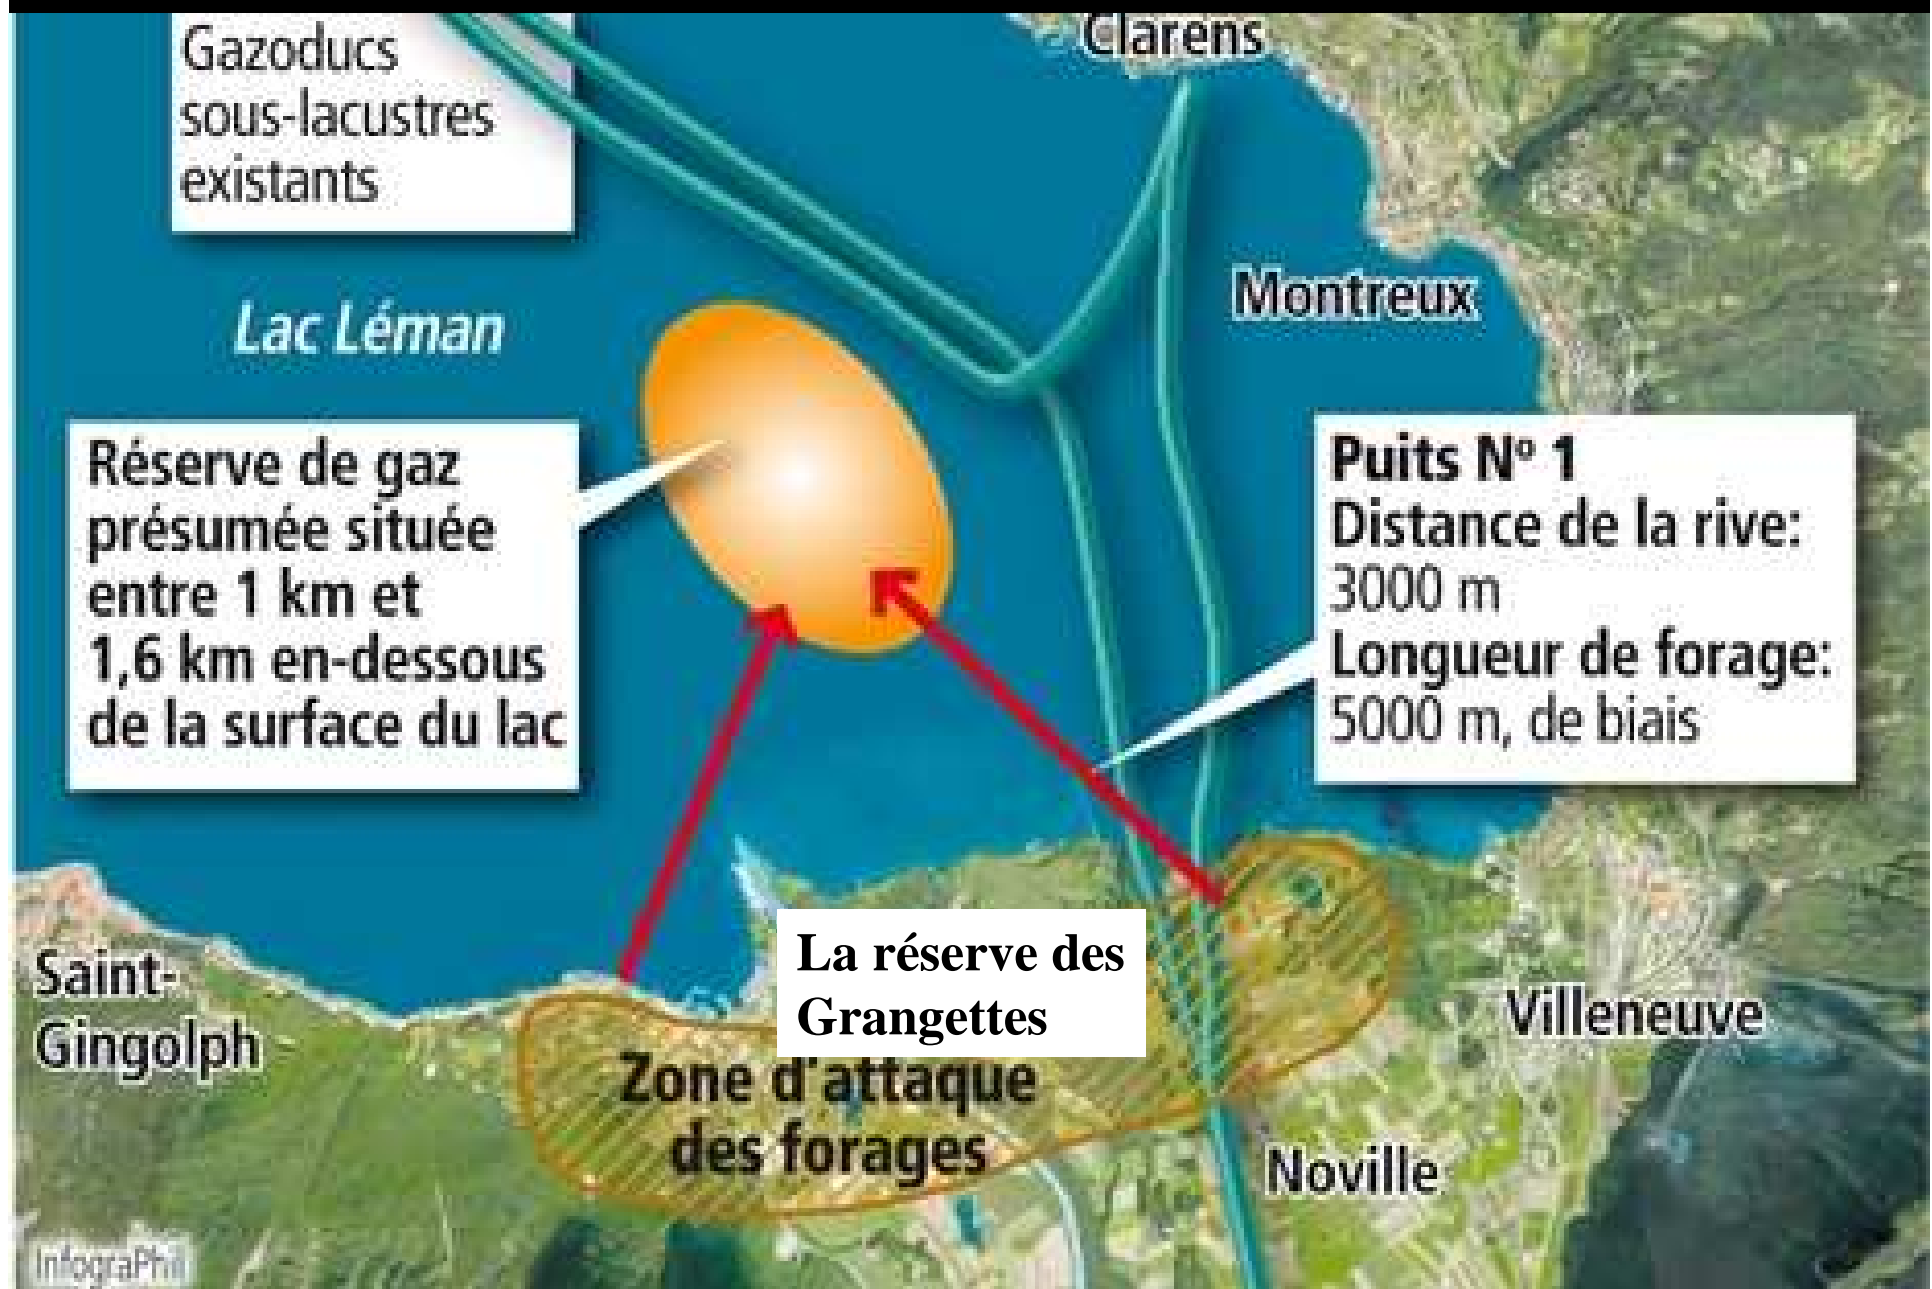 Gazoducs
sous-lacustres
existants
Clarens
Lac Léman
Montreux
Réserve de gaz
présumée située
entre 1 km et
1,6 km en-dessous
de la surface du lac
Puits Nº 1
Distance de la rive:
3000 m
Longueur de forage:
5000 m, de biais
Saint-
Gingolph
La réserve des
Grangettes
Villeneuve
Zone d'attaque
des forages
Noville
InfograPhil